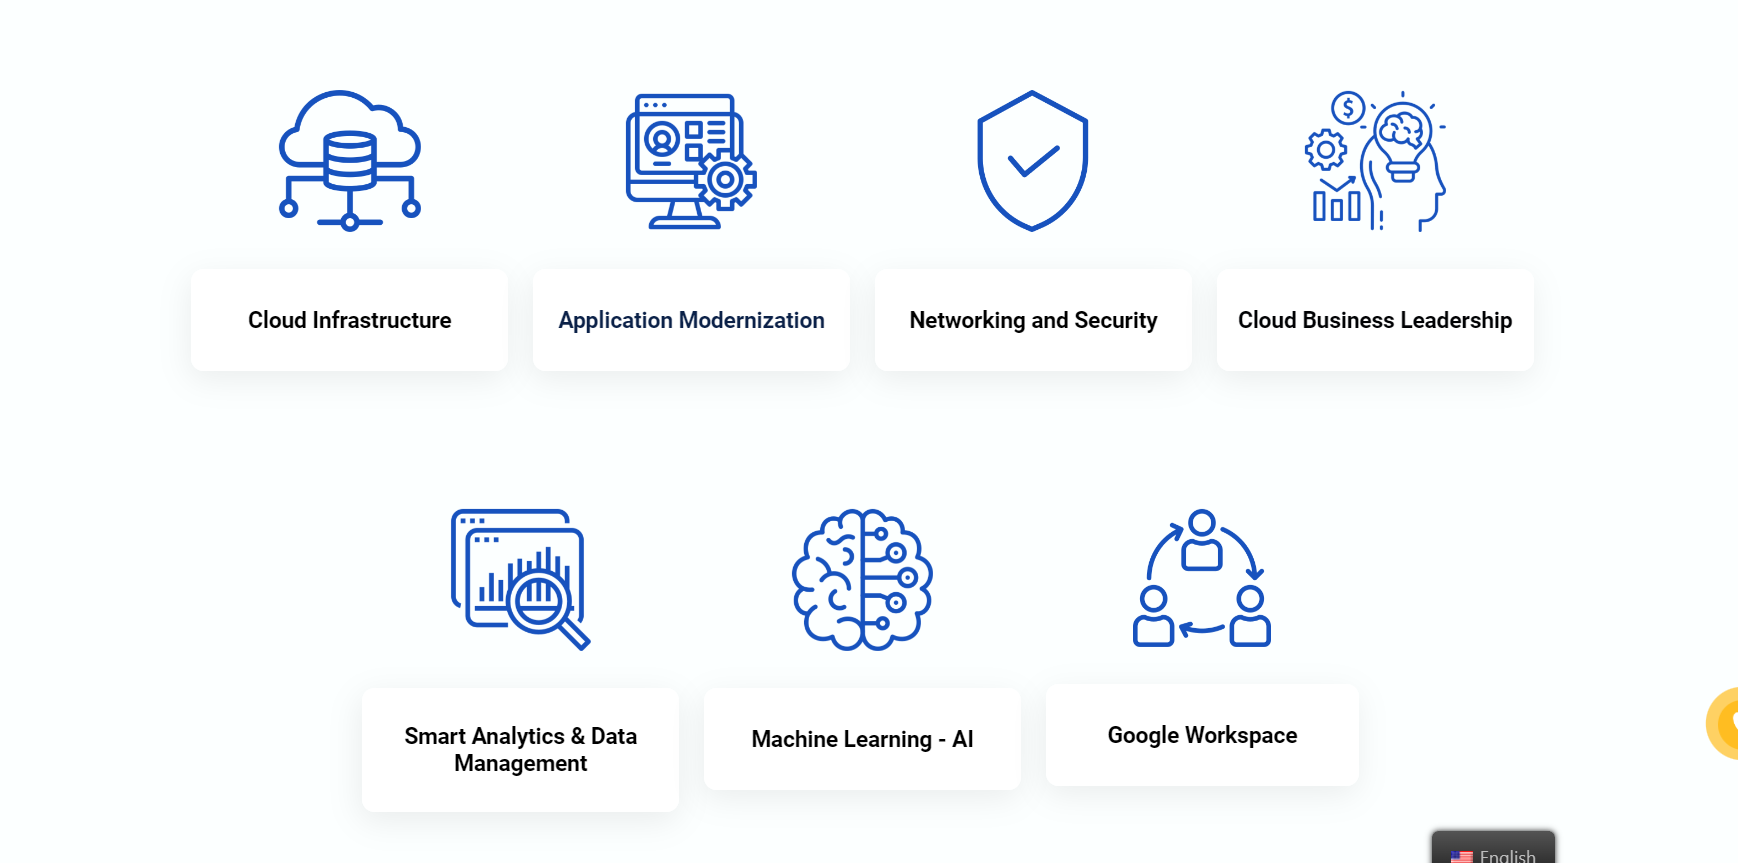 Cloud Infrastructure
Application Modernization
Networking and Security
Cloud Business Leadership
Smart Analytics & Data
Management
Machine Learning - AI
Google Workspace
English